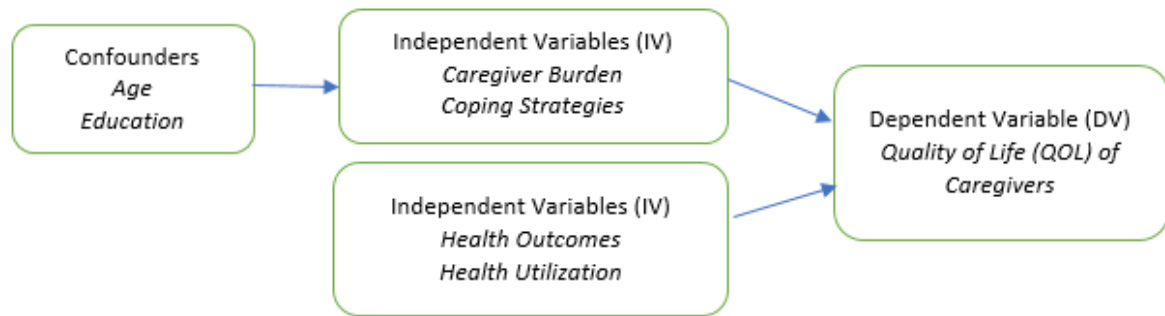 Confounders
Age
Education
Independent Variables (IV)
Caregiver Burden
Coping Strategies
Independent Variables (IV)
Health Outcomes
Health Utilization
Dependent Variable (DV)
Quality of Life (QOL) of
Caregivers